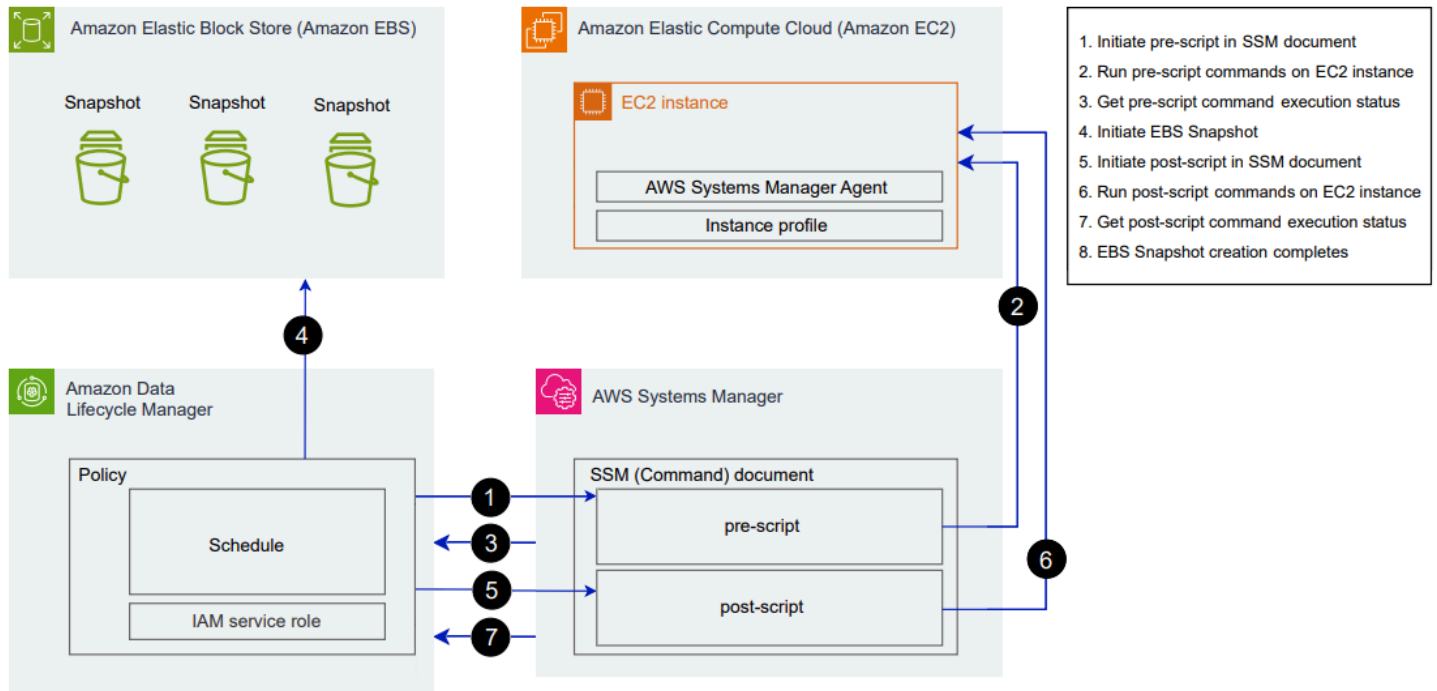 Amazon Elastic Block Store (Amazon EBS)
Snapshot
Snapshot
Snapshot
Amazon Elastic Compute Cloud (Amazon EC2)
EC2 instance
AWS Systems Manager Agent
Instance profile
1. Initiate pre-script in SSM document
2. Run pre-script commands on EC2 instance
3. Get pre-script command execution status
4. Initiate EBS Snapshot
5. Initiate post-script in SSM document
6. Run post-script commands on EC2 instance
7. Get post-script command execution status
8. EBS Snapshot creation completes
4
2
Amazon Data
Lifecycle Manager
Policy
Schedule
IAM service role
1
3
5
7
AWS Systems Manager
SSM (Command) document
pre-script
post-script
6